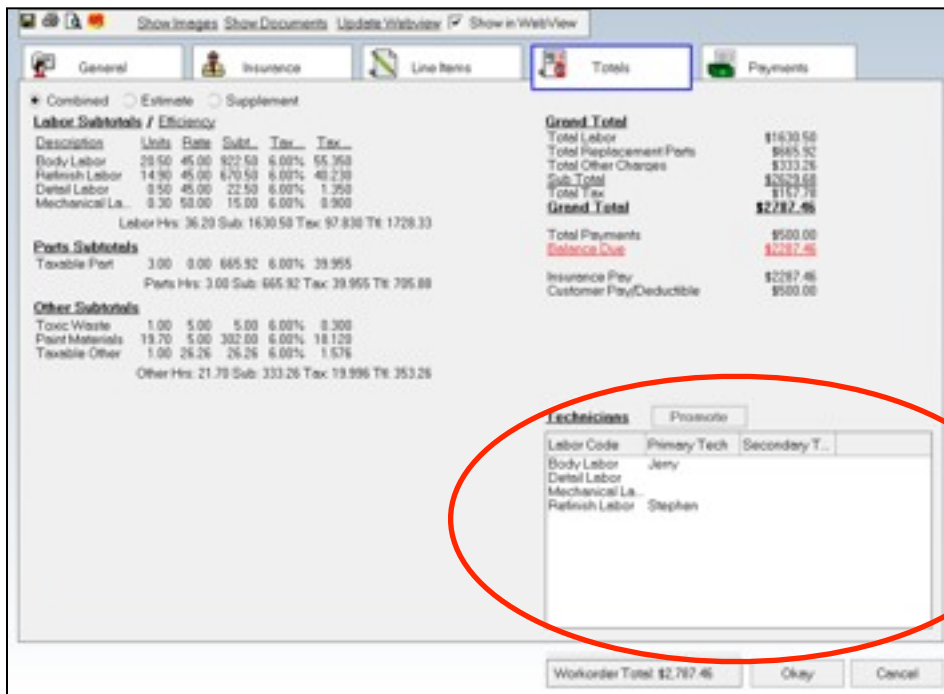 Show Images Show Documents Update Webview Show in WebView
General Insurance Line Items Totals Payments
Combined Estimate Supplement
Labor Subtotals / Efficiency
Description Units Rate Subt... Tax... Tax...
Body Labor 20.50 45.00 922.50 6.00% 55.350
Refinish Labor 14.90 45.00 670.50 6.00% 40.230
Detail Labor 0.50 45.00 22.50 6.00% 1.350
Mechanical La... 0.30 50.00 15.00 6.00% 0.900
Labor Hrs: 36.20 Sub: 1630.50 Tax: 97.830 Ttl: 1728.33
Parts Subtotals
Taxable Part 3.00 0.00 665.92 6.00% 39.955
Parts Hrs: 3.00 Sub: 665.92 Tax: 39.955 Ttl: 705.88
Other Subtotals
Toxic Waste 1.00 5.00 5.00 6.00% 0.300
Paint Materials 19.70 5.00 302.00 6.00% 18.120
Taxable Other 1.00 26.26 26.26 6.00% 1.576
Other Hrs: 21.70 Sub: 333.26 Tax: 19.996 Ttl: 353.26
Grand Total
Total Labor $1630.50
Total Replacement Parts $665.92
Total Other Charges $333.26
Sub Total $2629.68
Total Tax $157.78
Grand Total $2787.46
Total Payments $500.00
Balance Due $2287.46
Insurance Pay $2287.46
Customer Pay/Deductible $500.00
Technicians Promote
Labor Code Primary Tech Secondary T...
Body Labor Jerry
Detail Labor
Mechanical La...
Refinish Labor Stephen
Workorder Total: $2,787.46 Okay Cancel